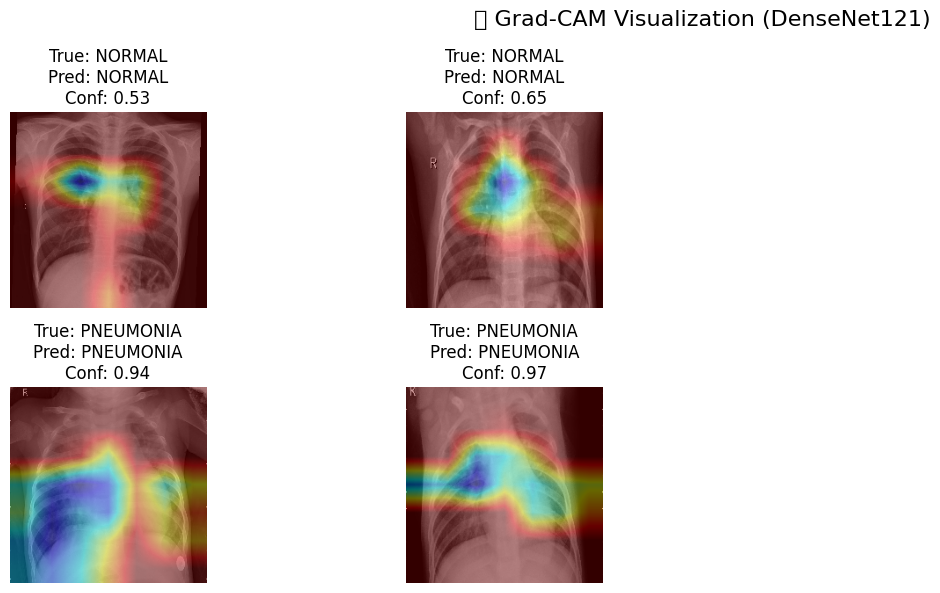 ▯ Grad-CAM Visualization (DenseNet121)
True: NORMAL
Pred: NORMAL
Conf: 0.53
True: NORMAL
Pred: NORMAL
Conf: 0.65
R
True: PNEUMONIA
Pred: PNEUMONIA
Conf: 0.94
True: PNEUMONIA
Pred: PNEUMONIA
Conf: 0.97
R
R